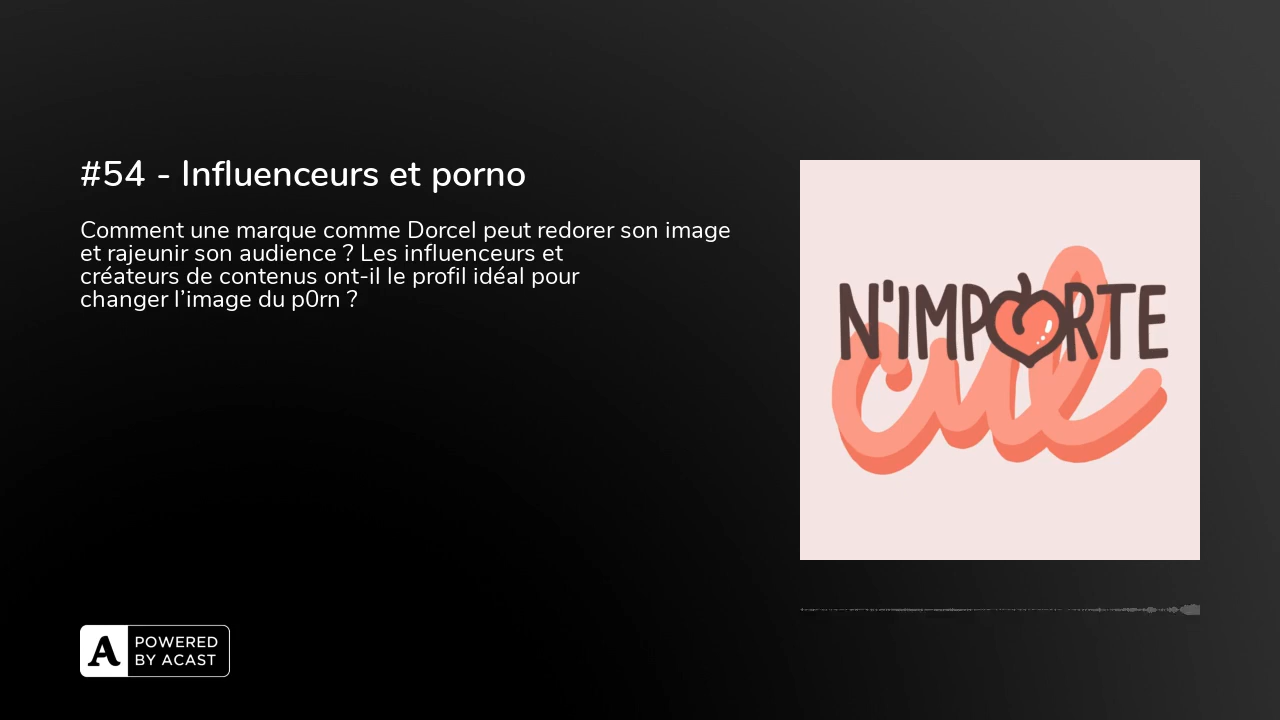 #54 - Influenceurs et porno
Comment une marque comme Dorcel peut redorer son image
et rajeunir son audience ? Les influenceurs et
créateurs de contenus ont-il le profil idéal pour
changer l’image du p0rn ?
N'IMPORTE
cul
A POWERED
BY ACAST